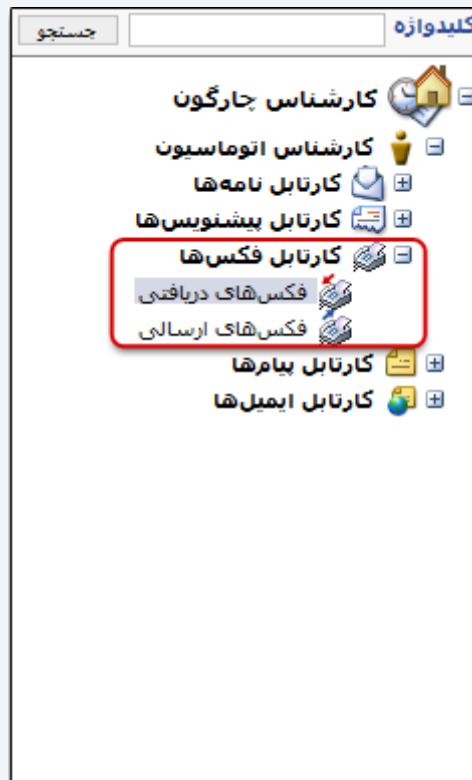 کلیدواژه جستجو
کارشناس چارگون
کارشناس اتوماسیون
کارتابل نامه‌ها
کارتابل پیشنویس‌ها
کارتابل فکس‌ها
فکس‌های دریافتی
فکس‌های ارسالی
کارتابل پیام‌ها
کارتابل ایمیل‌ها